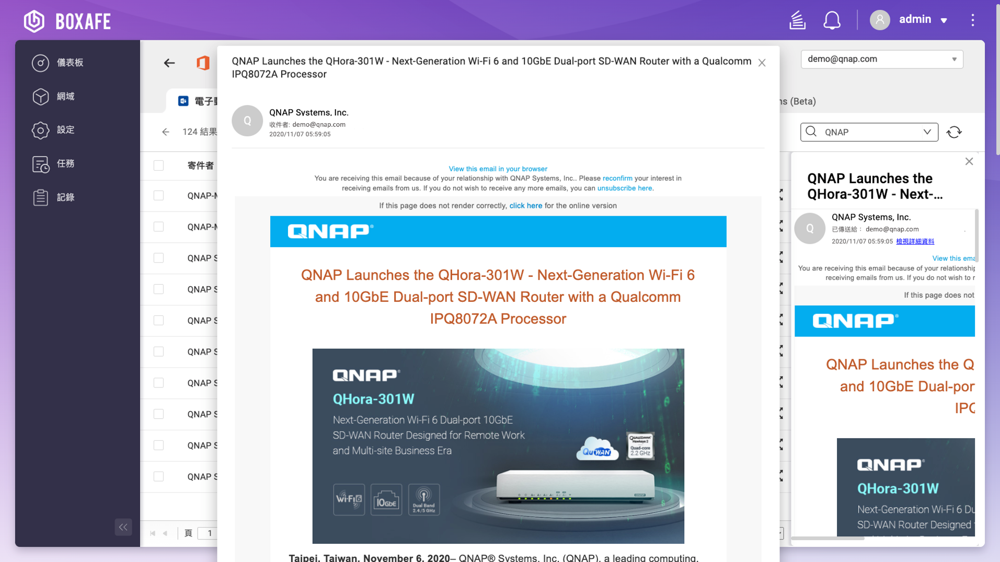 BOXAFE
admin
儀表板
網域
設定
任務
記錄
demo@qnap.com
(Beta)
124 結果
QNAP
寄件者
QNAP
QNAP
QNAP
QNAP
QNAP
QNAP
QNAP
QNAP
QNAP
QNAP
頁 1
QNAP Launches the QHora-301W - Next-Generation Wi-Fi 6 and 10GbE Dual-port SD-WAN Router with a Qualcomm
IPQ8072A Processor
Q
QNAP Systems, Inc.
收件者: demo@qnap.com
2020/11/07 05:59:05
View this email in your browser
You are receiving this email because of your relationship with QNAP Systems, Inc.. Please reconfirm your interest in
receiving emails from us. If you do not wish to receive any more emails, you can unsubscribe here.
If this page does not render correctly, click here for the online version
QNAP®
QNAP Launches the QHora-301W - Next-Generation Wi-Fi 6
and 10GbE Dual-port SD-WAN Router with a Qualcomm
IPQ8072A Processor
QNAP®
QHora-301W
Next-Generation Wi-Fi 6 Dual-port 10GbE
SD-WAN Router Designed for Remote Work
and Multi-site Business Era
QuWAN
QUALCOMM
Hawkeye 2
Quad-core
2.2 GHz
Wi-Fi 6
10GbE
Dual Band
2.4/5 GHz
QNAP
Taipei, Taiwan, November 6, 2020– QNAP® Systems, Inc. (QNAP), a leading computing,
QNAP Launches the
QHora-301W - Next-...
Q
QNAP Systems, Inc.
已傳送給： demo@qnap.com
2020/11/07 05:59:05 檢視詳細資料
View this
You are receiving this email because of your relationship
receiving emails from us. If you do not wish to
If this page does not
QNAP®
QNAP Launches the
and 10GbE
QNAP®
QHora-301W
Next-Generation Wi-Fi 6
SD-WAN Router Designed